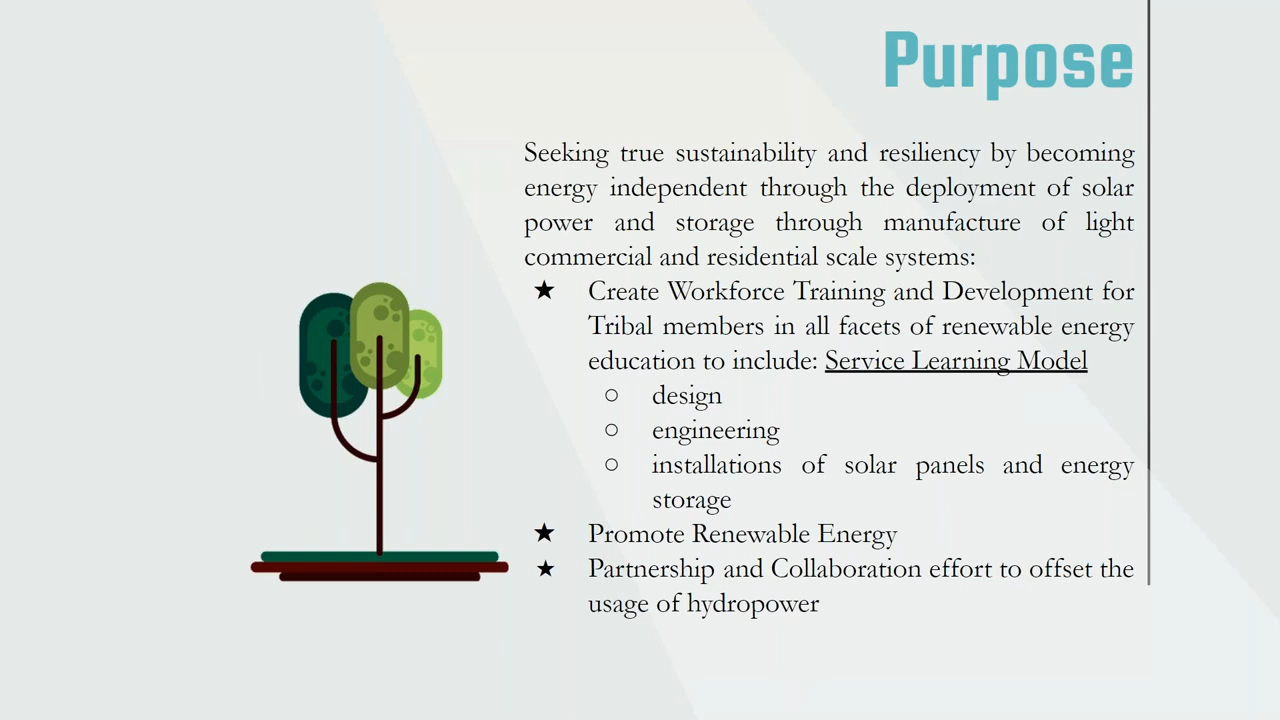 Purpose
Seeking true sustainability and resiliency by becoming
energy independent through the deployment of solar
power and storage through manufacture of light
commercial and residential scale systems:
★ Create Workforce Training and Development for
Tribal members in all facets of renewable energy
education to include: Service Learning Model
○ design
○ engineering
○ installations of solar panels and energy
storage
★ Promote Renewable Energy
★ Partnership and Collaboration effort to offset the
usage of hydropower